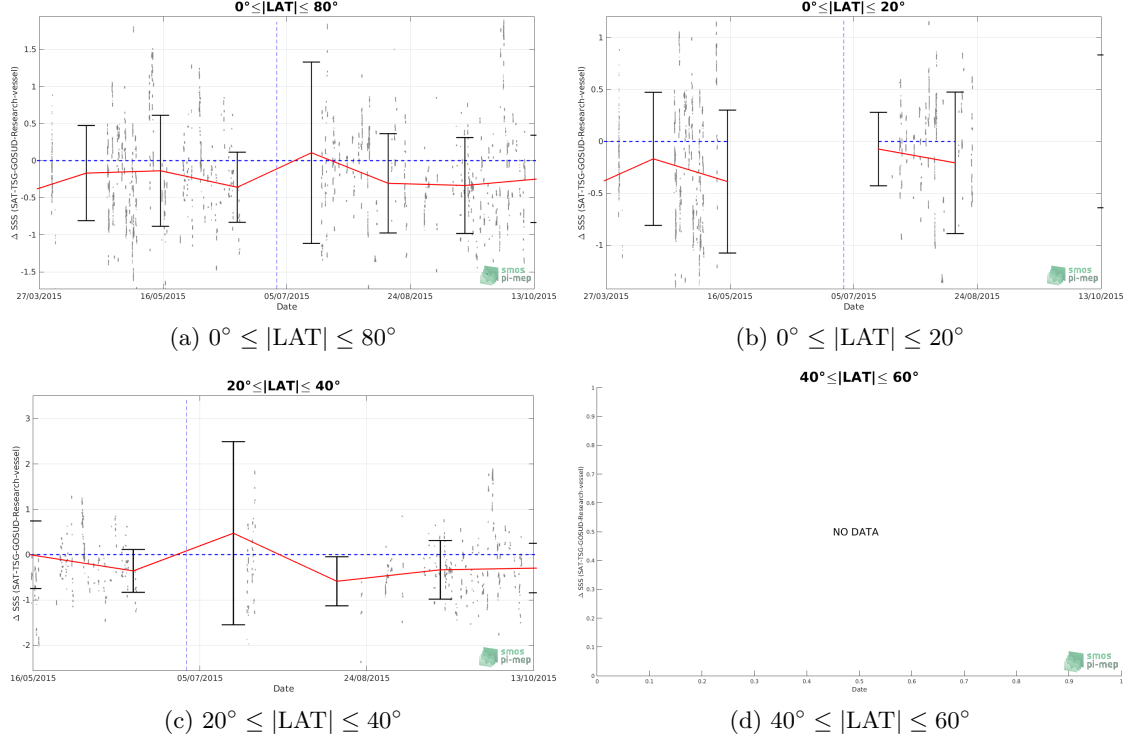 0°≤|LAT|≤ 80°
Δ SSS (SAT-TSG-GOSUD-Research-vessel)
1.5
1
0.5
0
-0.5
-1
-1.5
27/03/2015 16/05/2015 05/07/2015 24/08/2015 13/10/2015
Date
smos
pi-mep
(a) 0° ≤ |LAT| ≤ 80°
0°≤|LAT|≤ 20°
Δ SSS (SAT-TSG-GOSUD-Research-vessel)
1
0.5
0
-0.5
-1
27/03/2015 16/05/2015 05/07/2015 24/08/2015 13/10/2015
Date
smos
pi-mep
(b) 0° ≤ |LAT| ≤ 20°
20°≤|LAT|≤ 40°
Δ SSS (SAT-TSG-GOSUD-Research-vessel)
3
2
1
0
-1
-2
16/05/2015 05/07/2015 24/08/2015 13/10/2015
Date
smos
pi-mep
(c) 20° ≤ |LAT| ≤ 40°
40°≤|LAT|≤ 60°
Δ SSS (SAT-TSG-GOSUD-Research-vessel)
1
0.9
0.8
0.7
0.6
0.5
0.4
0.3
0.2
0.1
0
NO DATA
0 0.1 0.2 0.3 0.4 0.5 0.6 0.7 0.8 0.9 1
Date
smos
pi-mep
(d) 40° ≤ |LAT| ≤ 60°